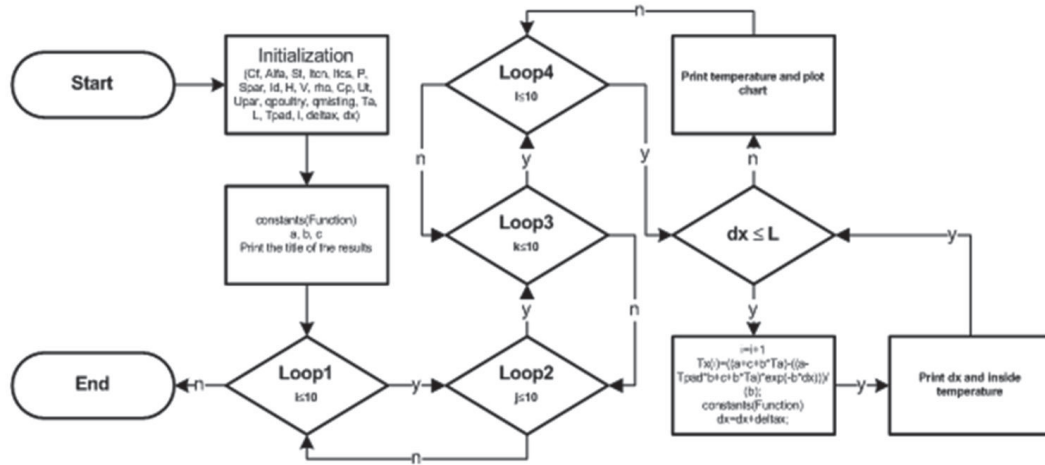 Start
Initialization
(Cf, Alfa, St, Itcn, Itcs, P,
Spar, Id, H, V, rho, Cp, Ut,
Upar, qpoultry, qmisting, Ta,
L, Tpad, I, deltax, dx)
constants(Function)
a, b, c
Print the title of the results
Loop1
i≤10
n
End
y
Loop2
j≤10
n
y
Loop3
k≤10
n
y
Loop4
l≤10
n
y
n
dx ≤ L
n
Print temperature and plot
chart
y
i=i+1
Tx(i)=((a+c+b*Ta)-((a-
Tpad*b+c+b*Ta)*exp(-b*dx)))/
(b);
constants(Function)
dx=dx+deltax;
y
Print dx and inside
temperature
y